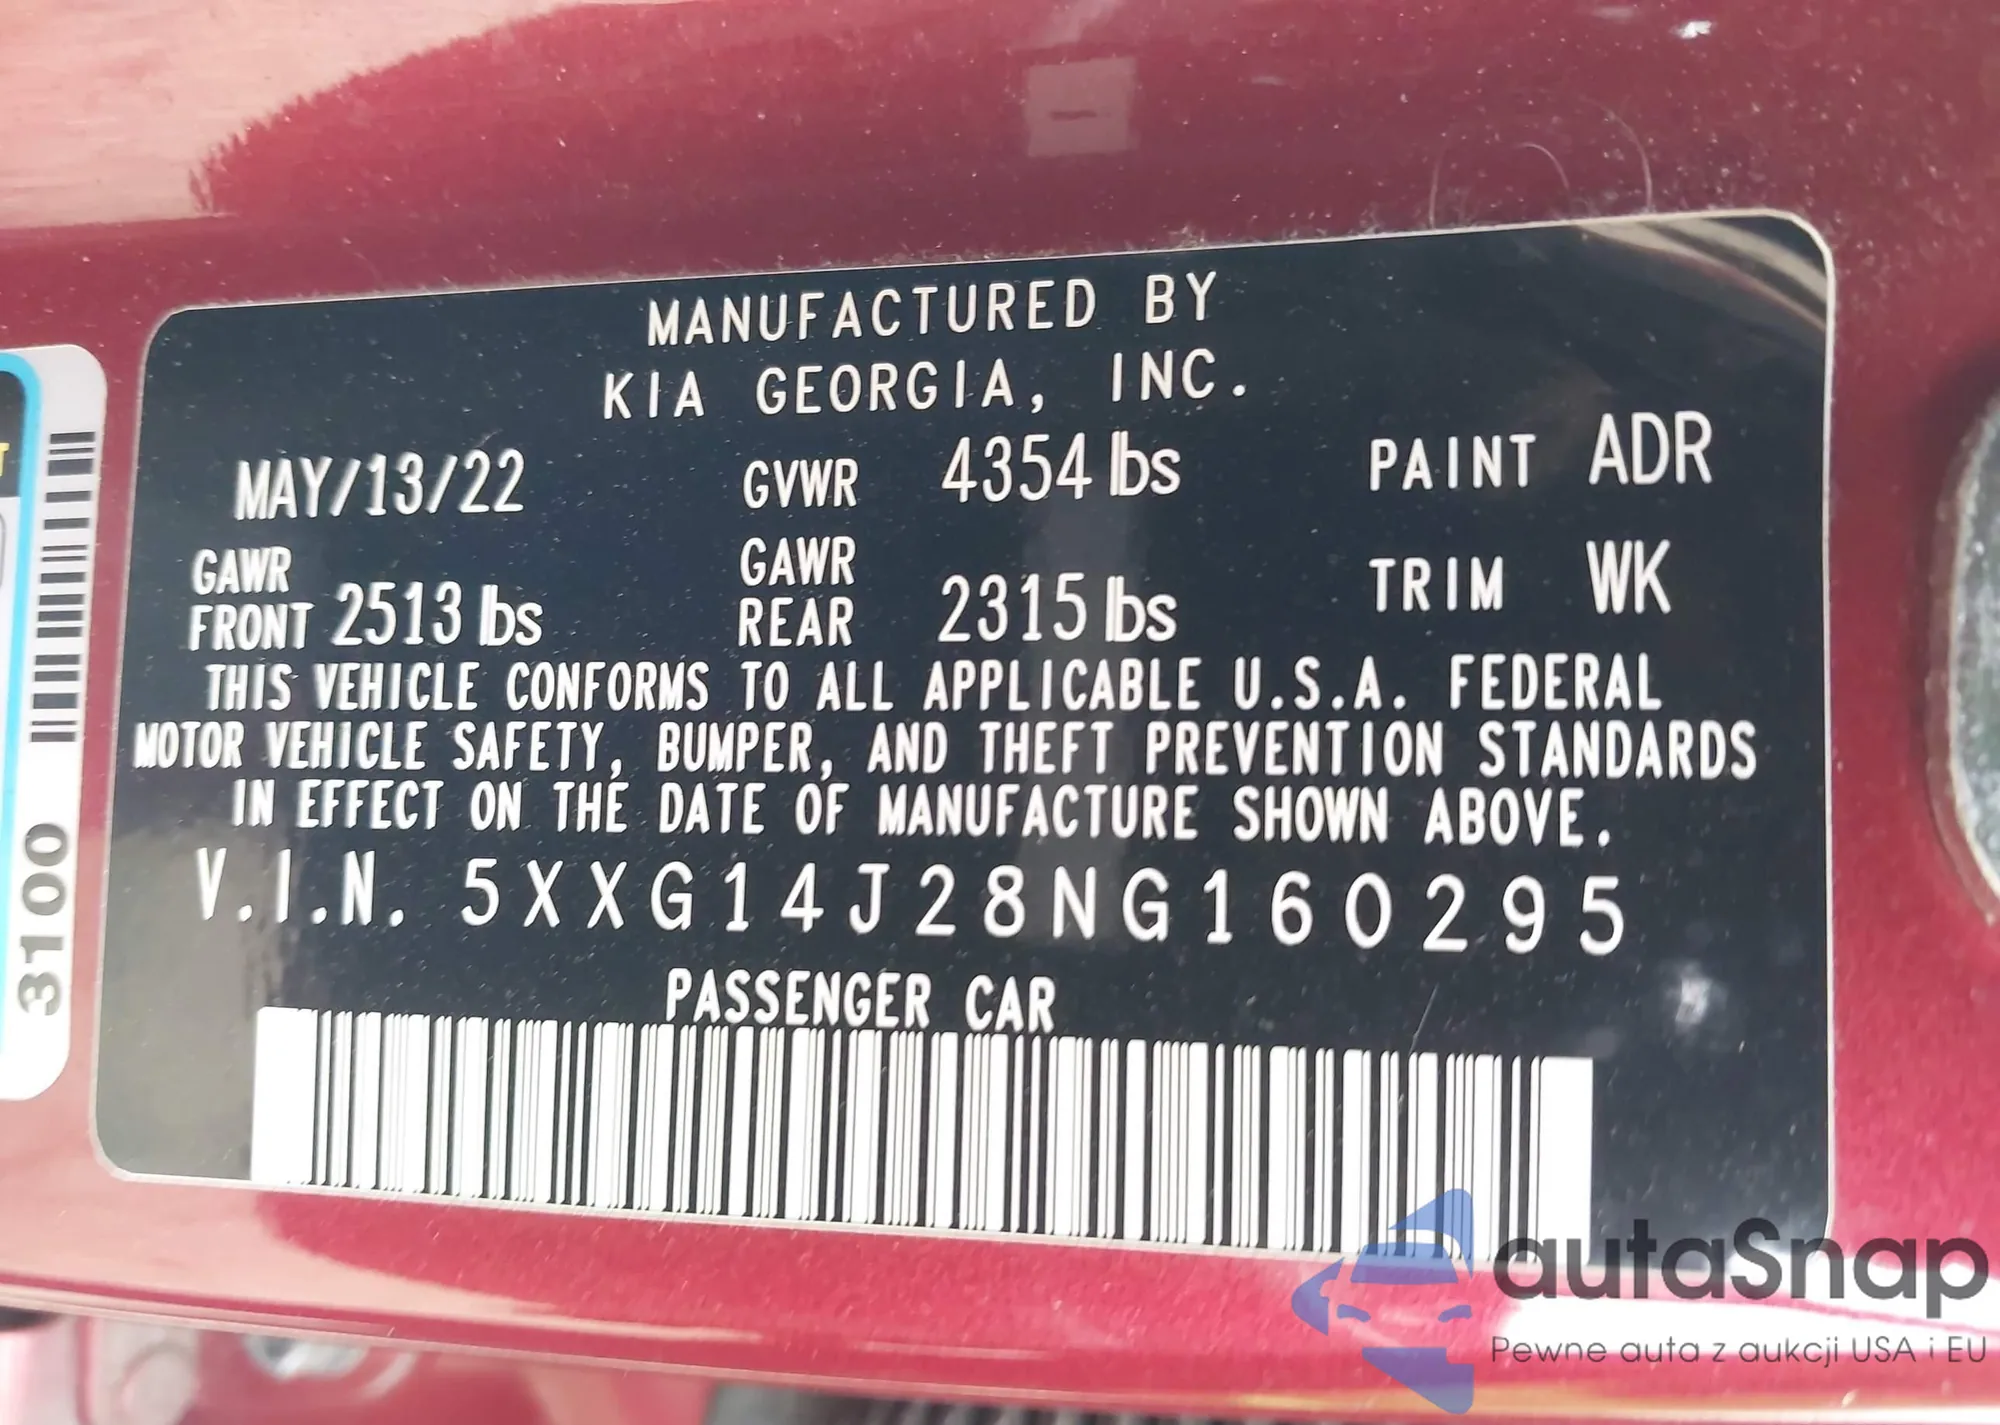 MANUFACTURED BY
KIA GEORGIA, INC.
MAY/13/22 GVWR 4354 lbs PAINT ADR
GAWR FRONT 2513 lbs GAWR REAR 2315 lbs TRIM WK
THIS VEHICLE CONFORMS TO ALL APPLICABLE U.S.A. FEDERAL
MOTOR VEHICLE SAFETY, BUMPER, AND THEFT PREVENTION STANDARDS
IN EFFECT ON THE DATE OF MANUFACTURE SHOWN ABOVE.
V.I.N. 5XXG14J28NG160295
PASSENGER CAR
3100
autaSnap
Pewne auta z aukcji USA i EU